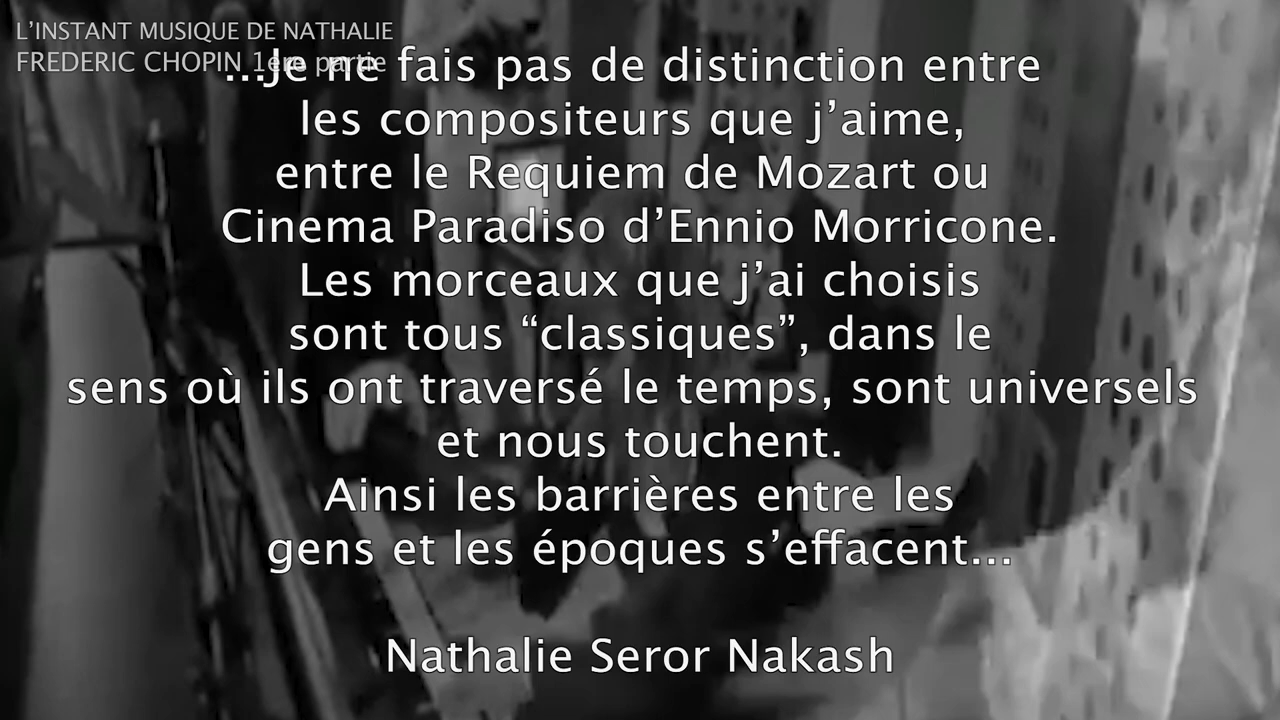 L’INSTANT MUSIQUE DE NATHALIE
FREDERIC CHOPIN 1ère partie
...Je ne fais pas de distinction entre
les compositeurs que j’aime,
entre le Requiem de Mozart ou
Cinema Paradiso d’Ennio Morricone.
Les morceaux que j’ai choisis
sont tous “classiques”, dans le
sens où ils ont traversé le temps, sont universels
et nous touchent.
Ainsi les barrières entre les
gens et les époques s’effacent...
Nathalie Seror Nakash